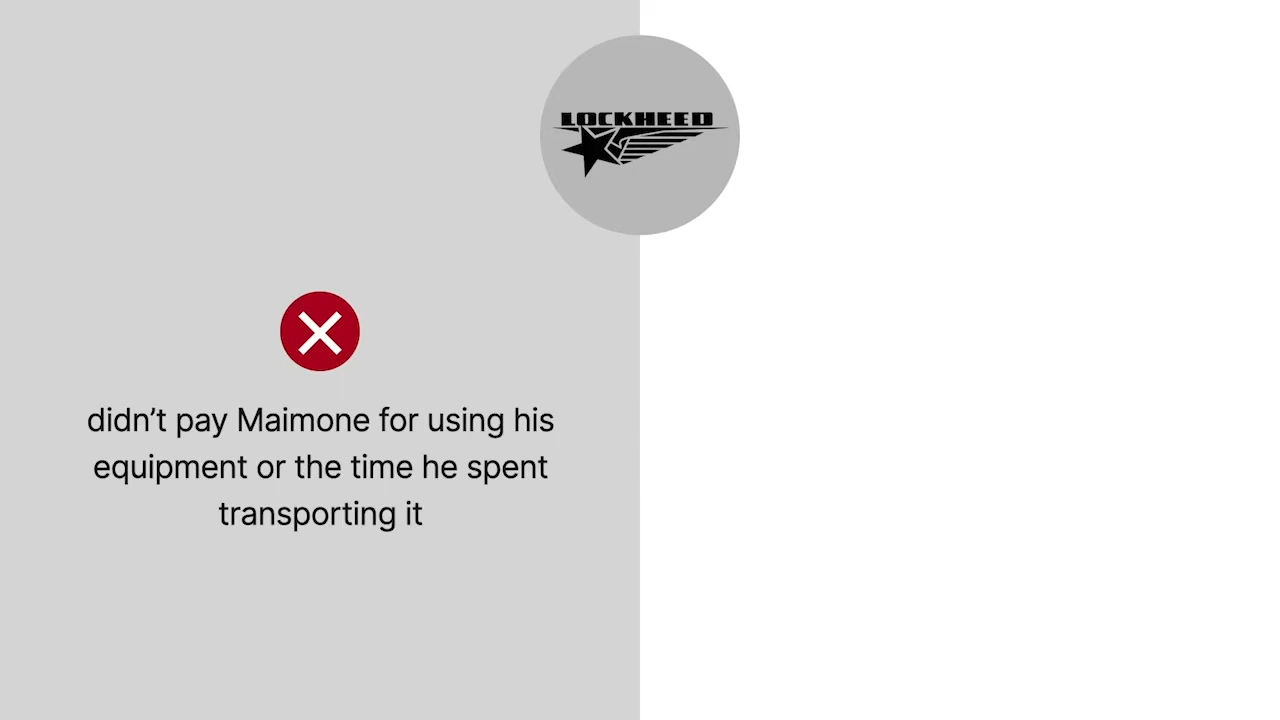 LOCKHEED
didn’t pay Maimone for using his
equipment or the time he spent
transporting it